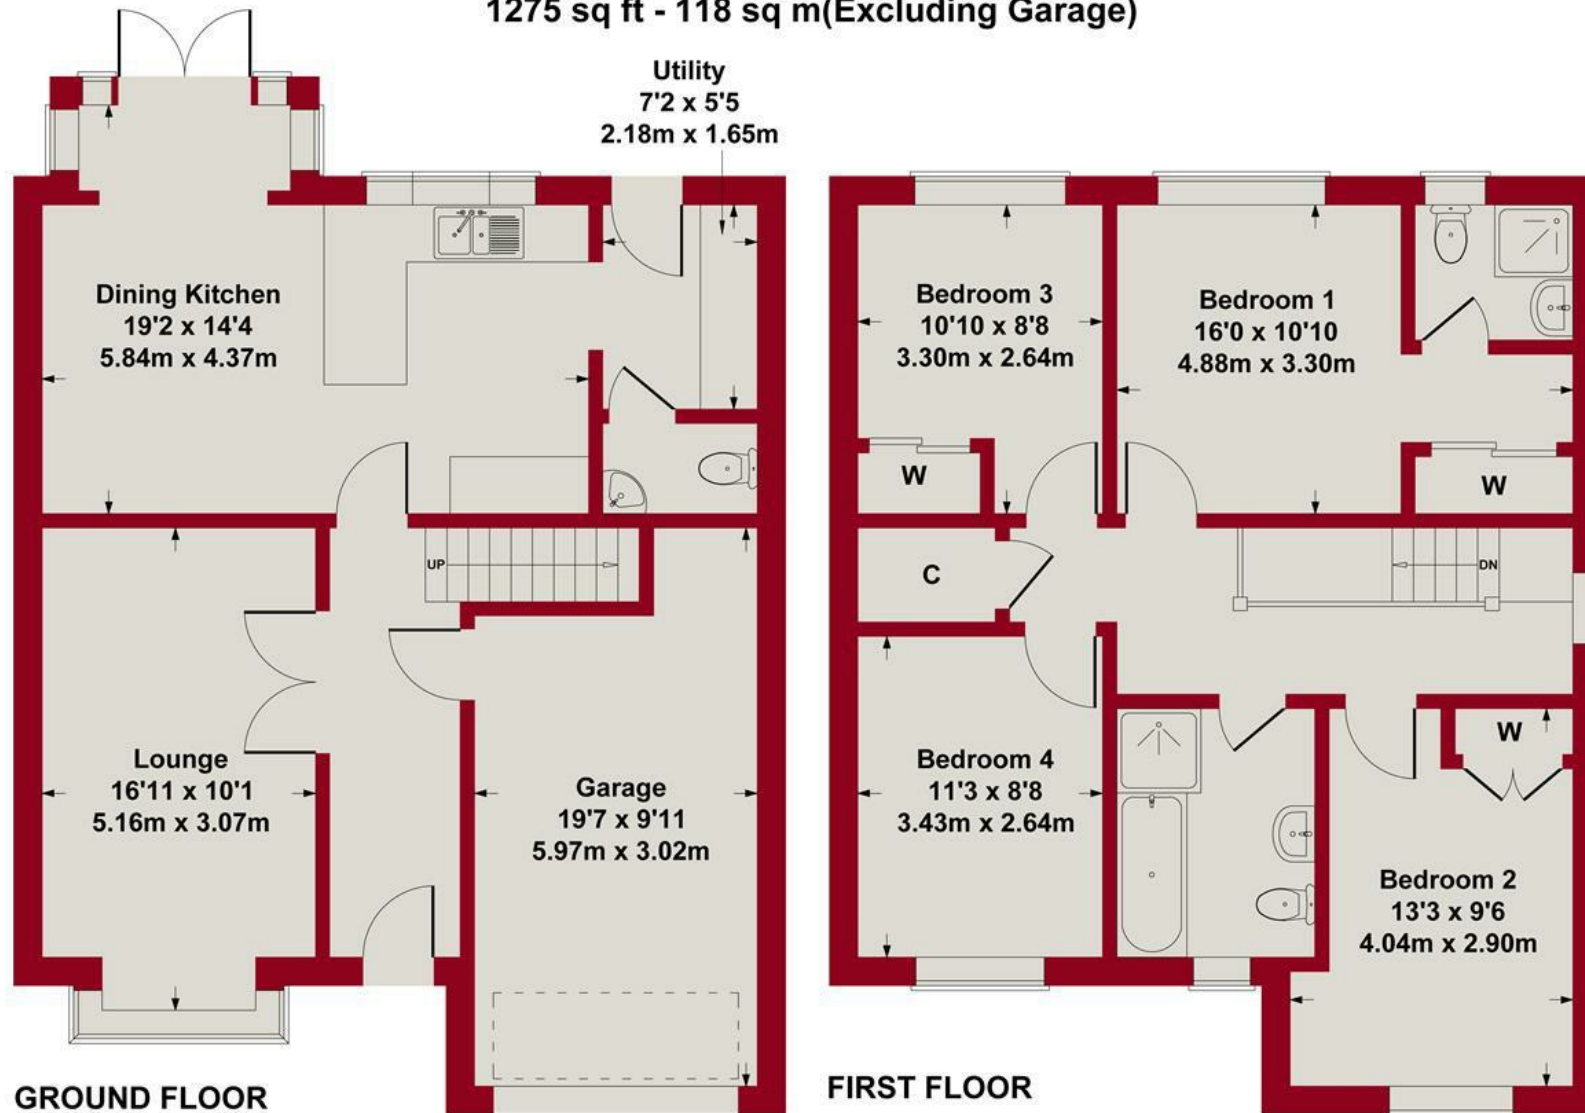 1275 sq ft - 118 sq m(Excluding Garage)
Utility
7'2 x 5'5
2.18m x 1.65m
Dining Kitchen
19'2 x 14'4
5.84m x 4.37m
UP
Lounge
16'11 x 10'1
5.16m x 3.07m
Garage
19'7 x 9'11
5.97m x 3.02m
GROUND FLOOR
Bedroom 3
10'10 x 8'8
3.30m x 2.64m
Bedroom 1
16'0 x 10'10
4.88m x 3.30m
W
W
C
DN
Bedroom 4
11'3 x 8'8
3.43m x 2.64m
W
Bedroom 2
13'3 x 9'6
4.04m x 2.90m
FIRST FLOOR